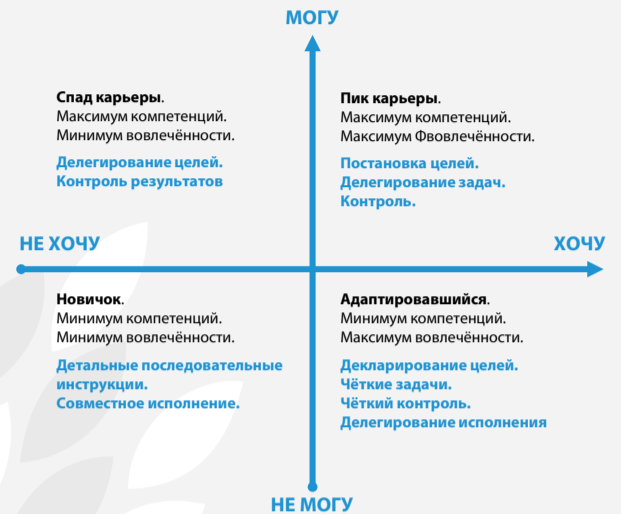 МОГУ
Спад карьеры.
Максимум компетенций.
Минимум вовлечённости.
Делегирование целей.
Контроль результатов
Пик карьеры.
Максимум компетенций.
Максимум Фвовлечённости.
Постановка целей.
Делегирование задач.
Контроль.
НЕ ХОЧУ
ХОЧУ
Новичок.
Минимум компетенций.
Минимум вовлечённости.
Детальные последовательные
инструкции.
Совместное исполнение.
Адаптировавшийся.
Минимум компетенций.
Максимум вовлечённости.
Декларирование целей.
Чёткие задачи.
Чёткий контроль.
Делегирование исполнения
НЕ МОГУ